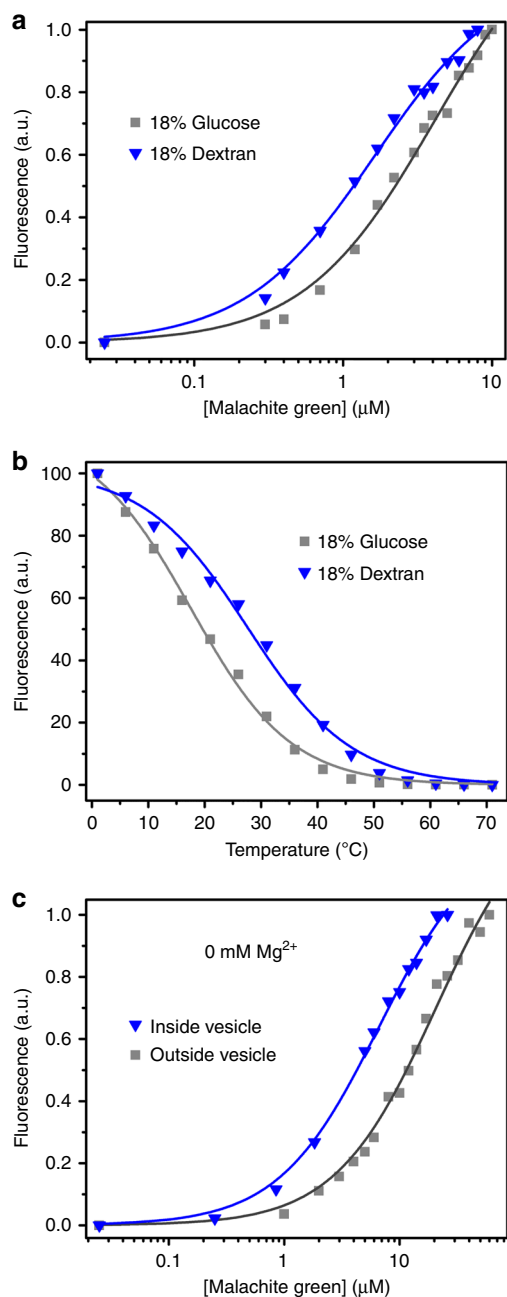 a
1.0
0.8
0.6
0.4
0.2
0.0
Fluorescence (a.u.)
18% Glucose
18% Dextran
0.1 1 10
[Malachite green] (μM)
b
100
80
60
40
20
0
Fluorescence (a.u.)
18% Glucose
18% Dextran
0 10 20 30 40 50 60 70
Temperature (°C)
c
1.0
0.8
0.6
0.4
0.2
0.0
Fluorescence (a.u.)
0 mM Mg²⁺
Inside vesicle
Outside vesicle
0.1 1 10
[Malachite green] (μM)